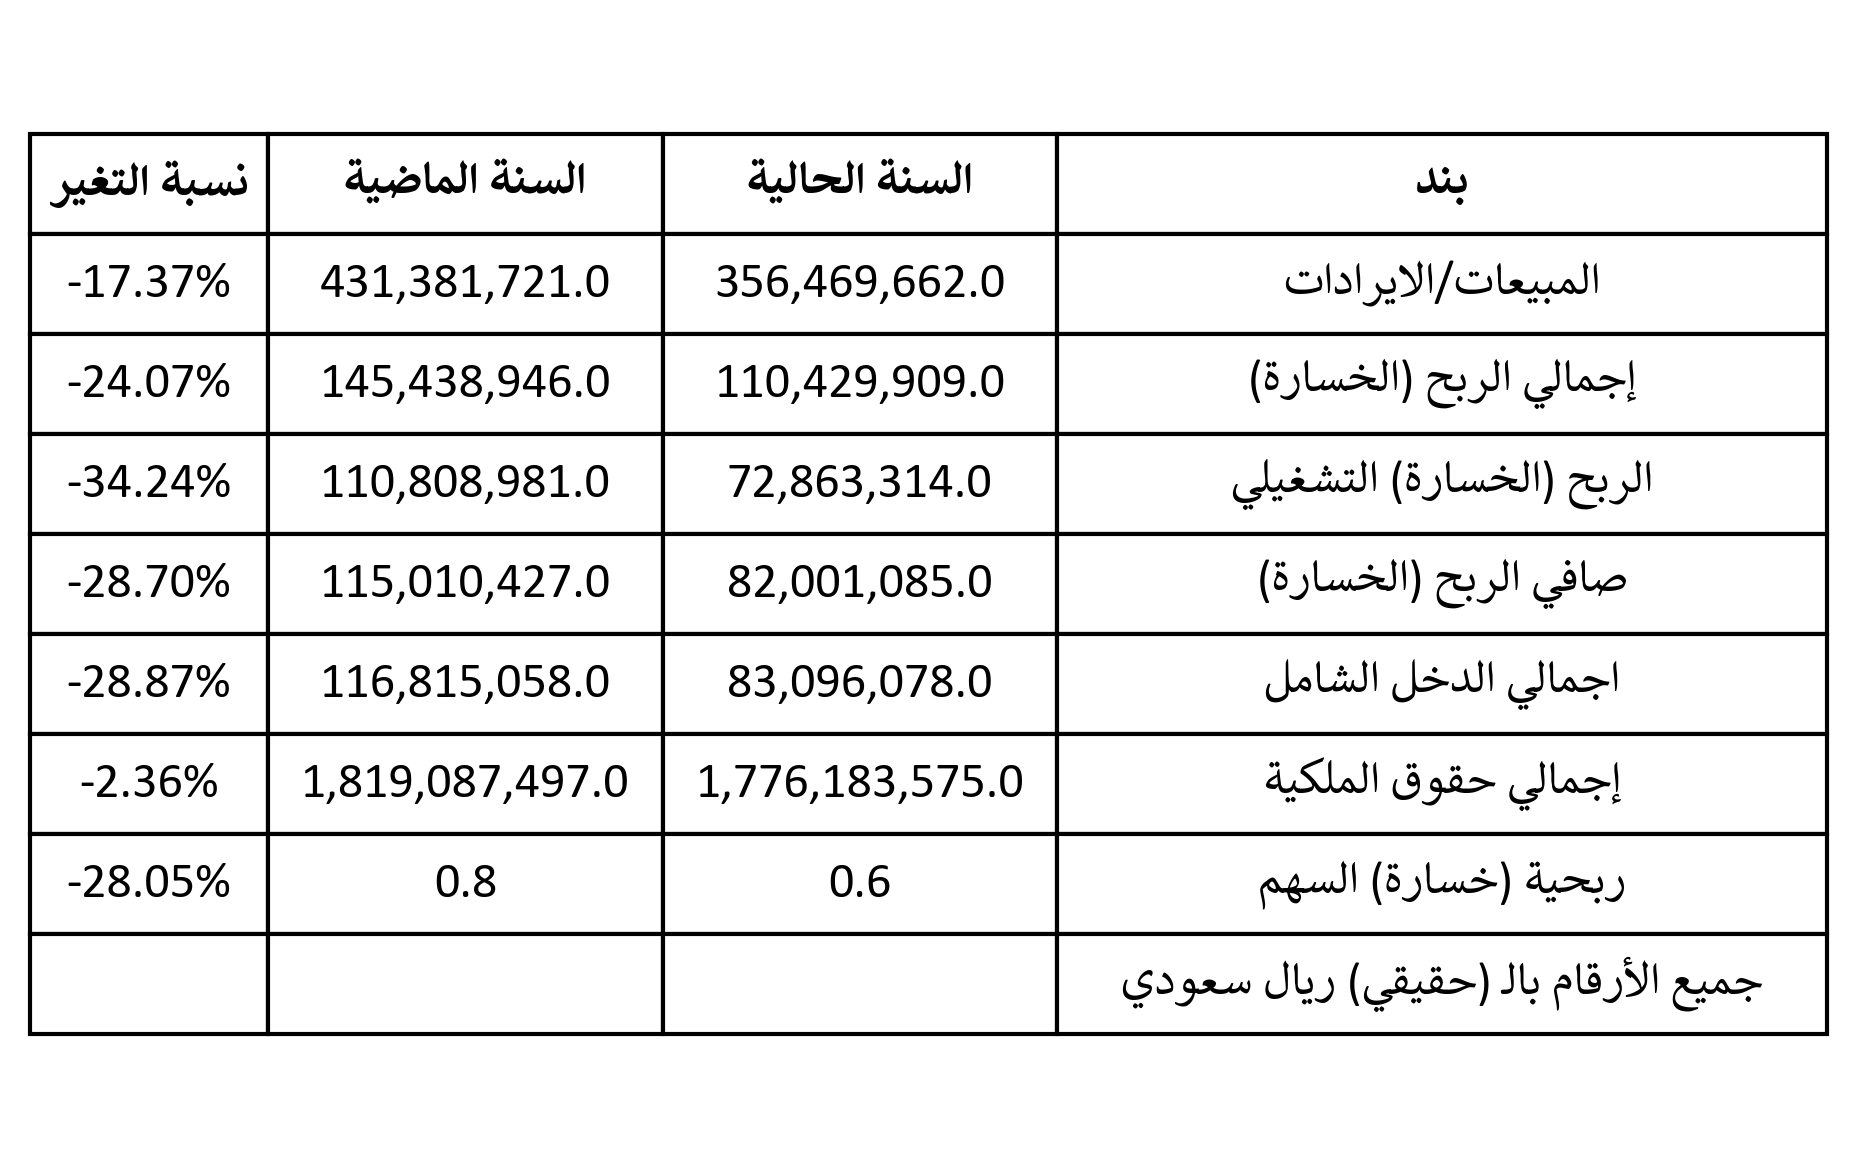 بند السنة الحالية السنة الماضية نسبة التغير
المبيعات/الايرادات 356,469,662.0 431,381,721.0 -17.37%
إجمالي الربح (الخسارة) 110,429,909.0 145,438,946.0 -24.07%
الربح (الخسارة) التشغيلي 72,863,314.0 110,808,981.0 -34.24%
صافي الربح (الخسارة) 82,001,085.0 115,010,427.0 -28.70%
اجمالي الدخل الشامل 83,096,078.0 116,815,058.0 -28.87%
إجمالي حقوق الملكية 1,776,183,575.0 1,819,087,497.0 -2.36%
ربحية (خسارة) السهم 0.6 0.8 -28.05%
جميع الأرقام بالـ (حقيقي) ريال سعودي